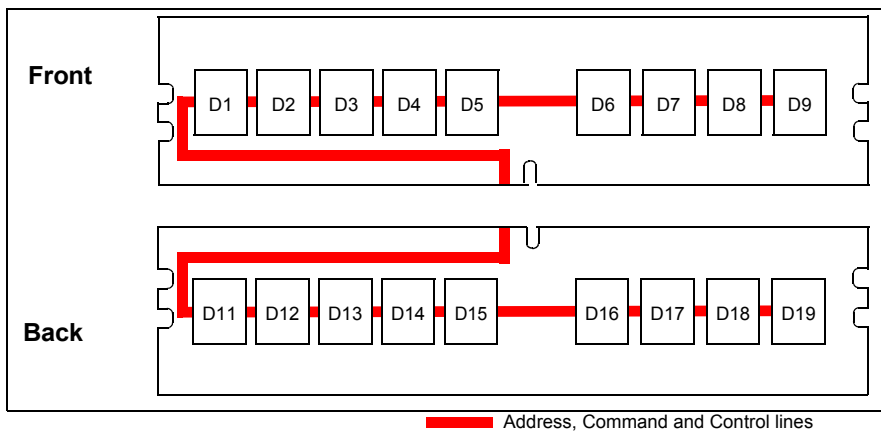 Front
D1 D2 D3 D4 D5 D6 D7 D8 D9
Back
D11 D12 D13 D14 D15 D16 D17 D18 D19
Address, Command and Control lines